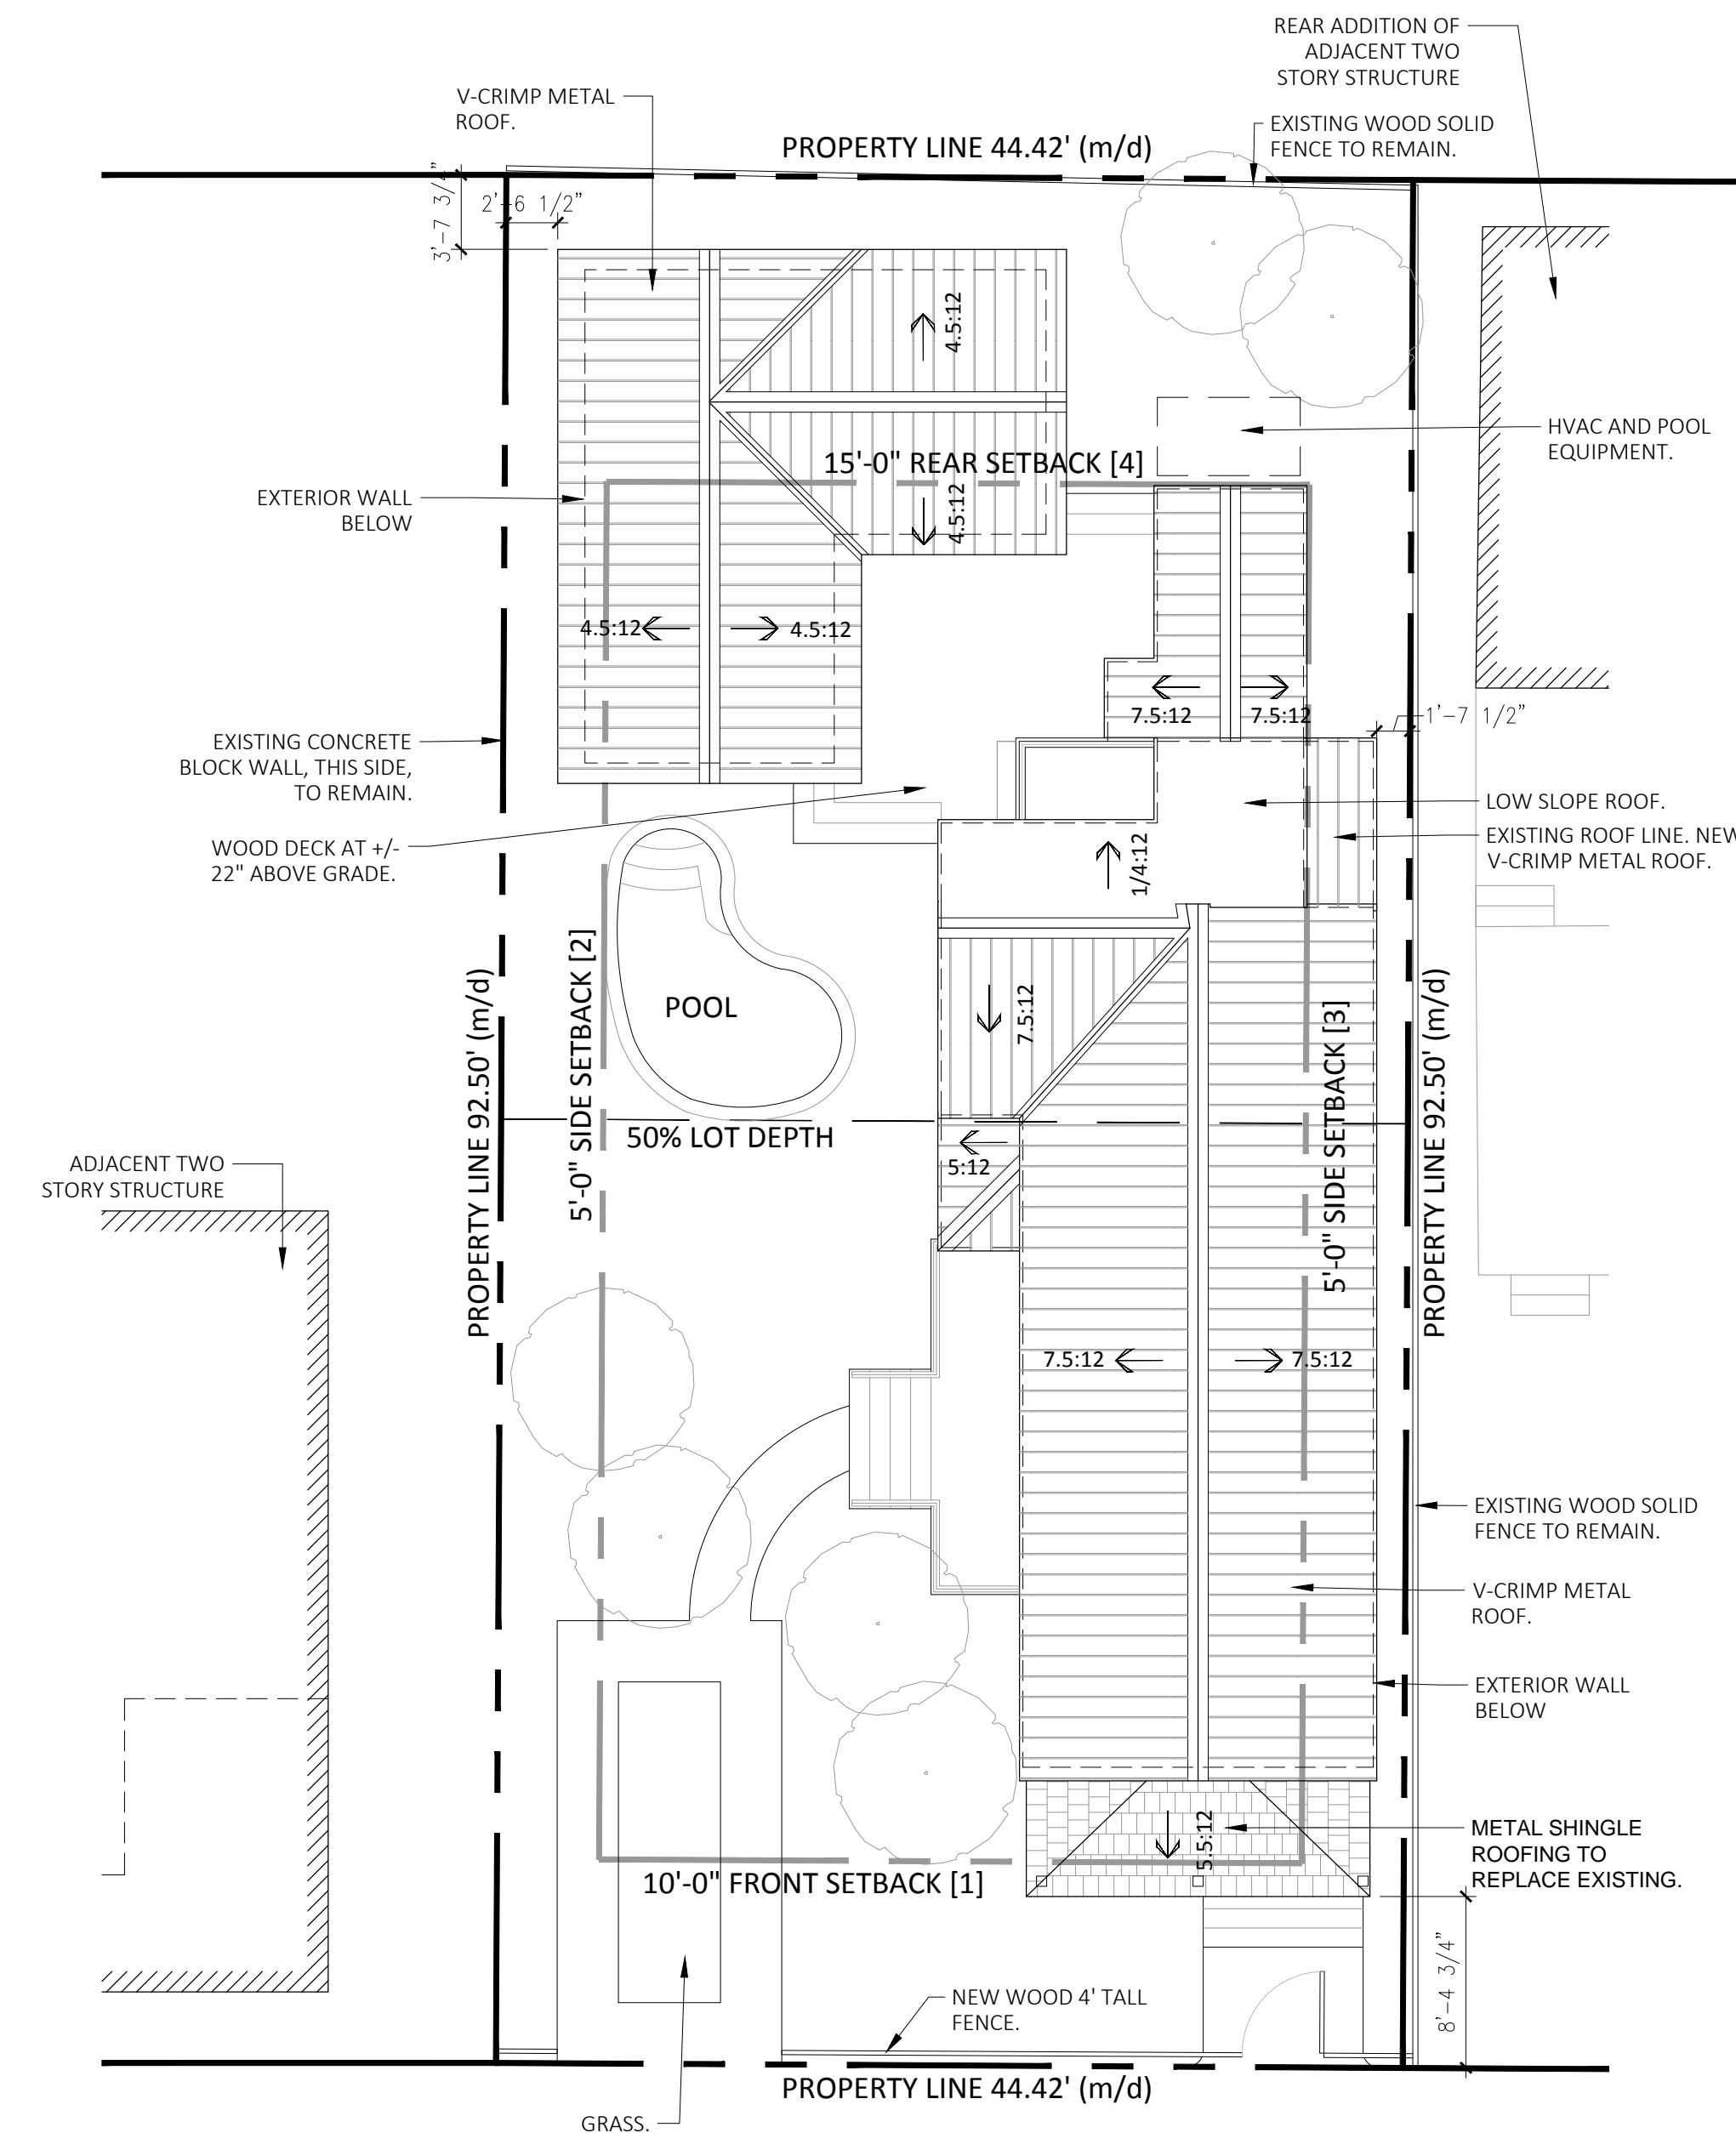 REAR ADDITION OF
ADJACENT TWO
STORY STRUCTURE
V-CRIMP METAL
ROOF.
PROPERTY LINE 44.42' (m/d)
EXISTING WOOD SOLID
FENCE TO REMAIN.
3'-7 3/4"
2'-6 1/2"
4.5:12
HVAC AND POOL
EQUIPMENT.
15'-0" REAR SETBACK [4]
EXTERIOR WALL
BELOW
4.5:12
4.5:12
4.5:12
7.5:12
7.5:12
1'-7 1/2"
EXISTING CONCRETE
BLOCK WALL, THIS SIDE,
TO REMAIN.
LOW SLOPE ROOF.
EXISTING ROOF LINE. NEW
V-CRIMP METAL ROOF.
WOOD DECK AT +/-
22" ABOVE GRADE.
1/4:12
PROPERTY LINE 92.50' (m/d)
5'-0" SIDE SETBACK [2]
POOL
7.5:12
5'-0" SIDE SETBACK [3]
PROPERTY LINE 92.50' (m/d)
50% LOT DEPTH
5:12
ADJACENT TWO
STORY STRUCTURE
7.5:12
7.5:12
EXISTING WOOD SOLID
FENCE TO REMAIN.
V-CRIMP METAL
ROOF.
EXTERIOR WALL
BELOW
5.5:12
METAL SHINGLE
ROOFING TO
REPLACE EXISTING.
10'-0" FRONT SETBACK [1]
8'-4 3/4"
NEW WOOD 4' TALL
FENCE.
PROPERTY LINE 44.42' (m/d)
GRASS.